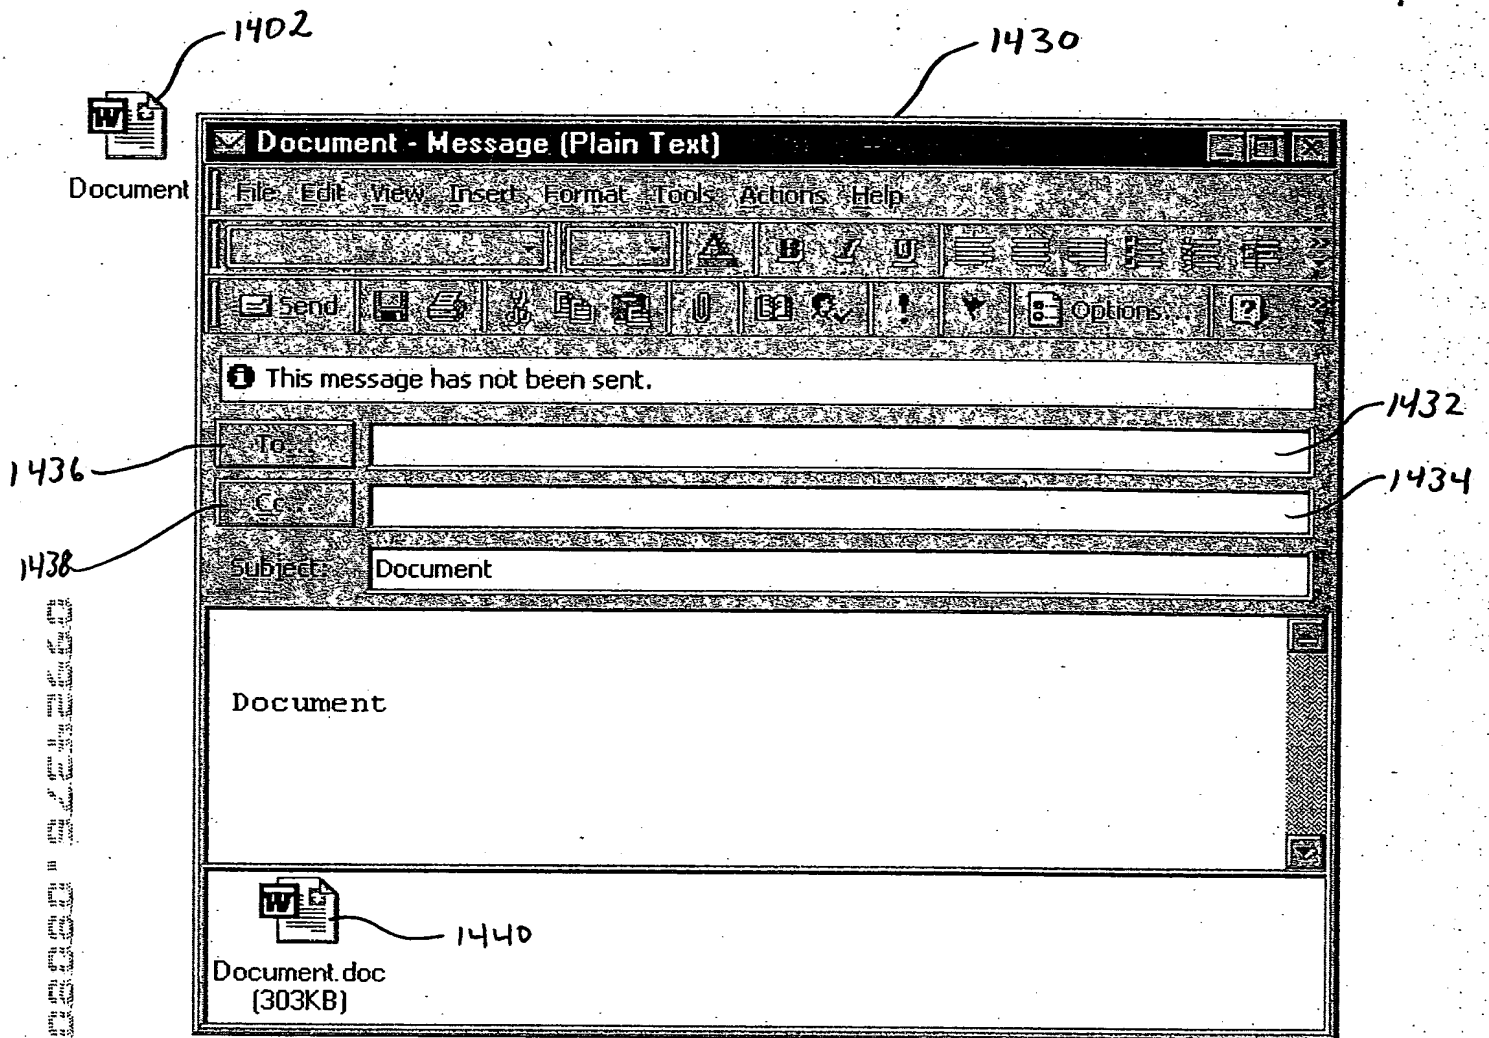 1402
1430
Document
Document - Message (Plain Text)
File Edit View Insert Format Tools Actions Help
A B I U
Send Options...
This message has not been sent.
1432
To...
1436
1434
Cc...
1438
Subject: Document
Document
1440
Document.doc
(303KB)